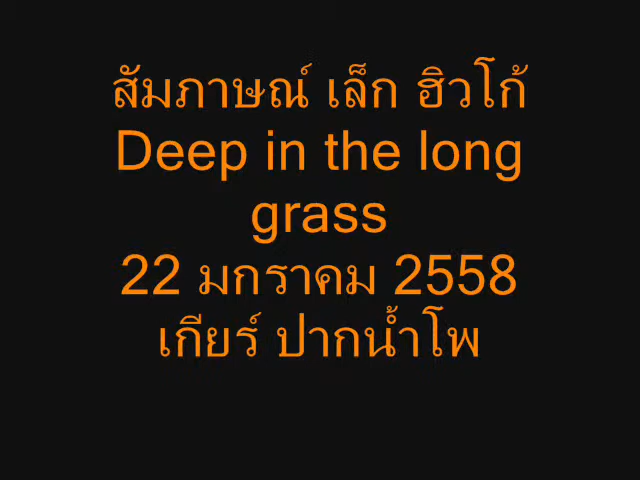 สัมภาษณ์ เล็ก ฮิวโก้
Deep in the long
grass
22 มกราคม 2558
เกียร์ ปากน้ำโพ